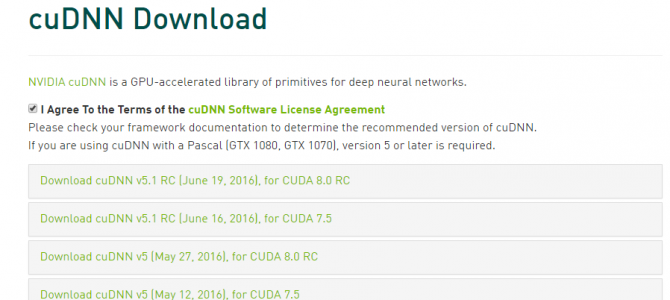 cuDNN Download
NVIDIA cuDNN is a GPU-accelerated library of primitives for deep neural networks.
I Agree To the Terms of the cuDNN Software License Agreement
Please check your framework documentation to determine the recommended version of cuDNN.
If you are using cuDNN with a Pascal (GTX 1080, GTX 1070), version 5 or later is required.
Download cuDNN v5.1 RC (June 19, 2016), for CUDA 8.0 RC
Download cuDNN v5.1 RC (June 16, 2016), for CUDA 7.5
Download cuDNN v5 (May 27, 2016), for CUDA 8.0 RC
Download cuDNN v5 (May 12, 2016), for CUDA 7.5